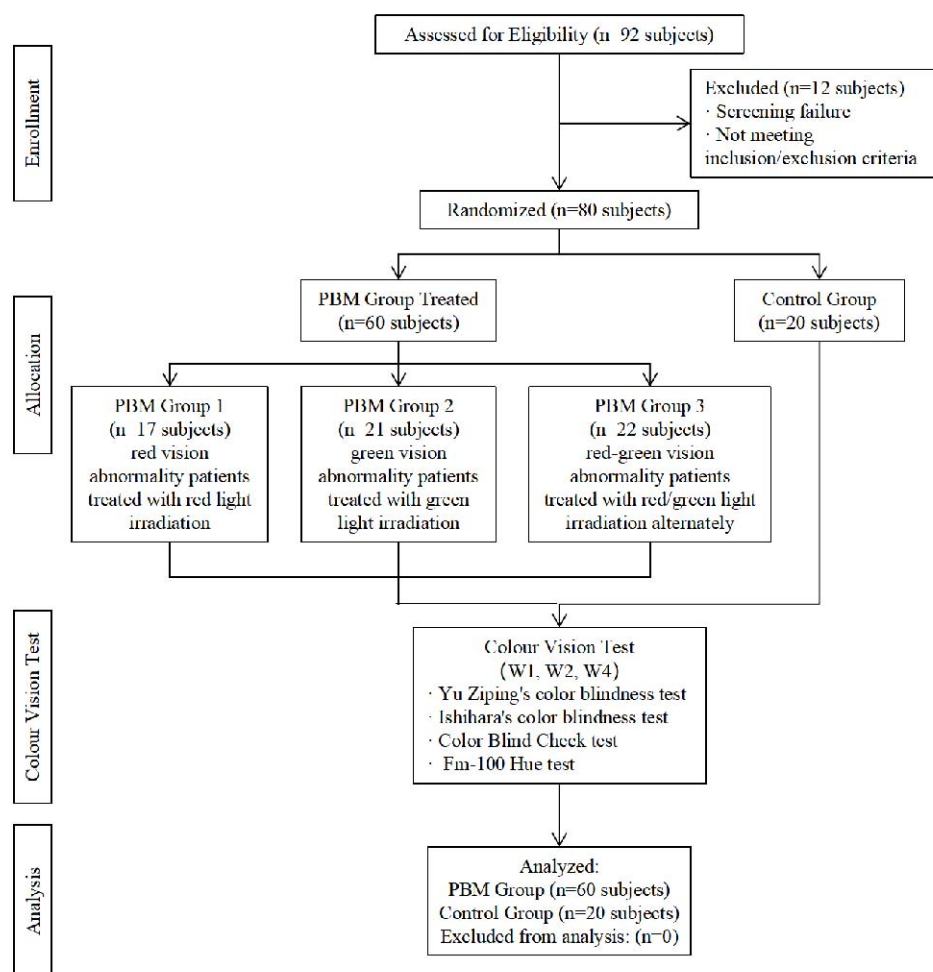 Assessed for Eligibility (n=92 subjects)
Enrollment
Excluded (n=12 subjects)
· Screening failure
· Not meeting
inclusion/exclusion criteria
Randomized (n=80 subjects)
Allocation
PBM Group Treated
(n=60 subjects)
Control Group
(n=20 subjects)
PBM Group 1
(n=17 subjects)
red vision
abnormality patients
treated with red light
irradiation
PBM Group 2
(n=21 subjects)
green vision
abnormality patients
treated with green
light irradiation
PBM Group 3
(n=22 subjects)
red-green vision
abnormality patients
treated with red/green light
irradiation alternately
Colour Vision Test
Colour Vision Test
(W1, W2, W4)
· Yu Ziping's color blindness test
· Ishihara's color blindness test
· Color Blind Check test
· Fm-100 Hue test
Analysis
Analyzed:
PBM Group (n=60 subjects)
Control Group (n=20 subjects)
Excluded from analysis: (n=0)